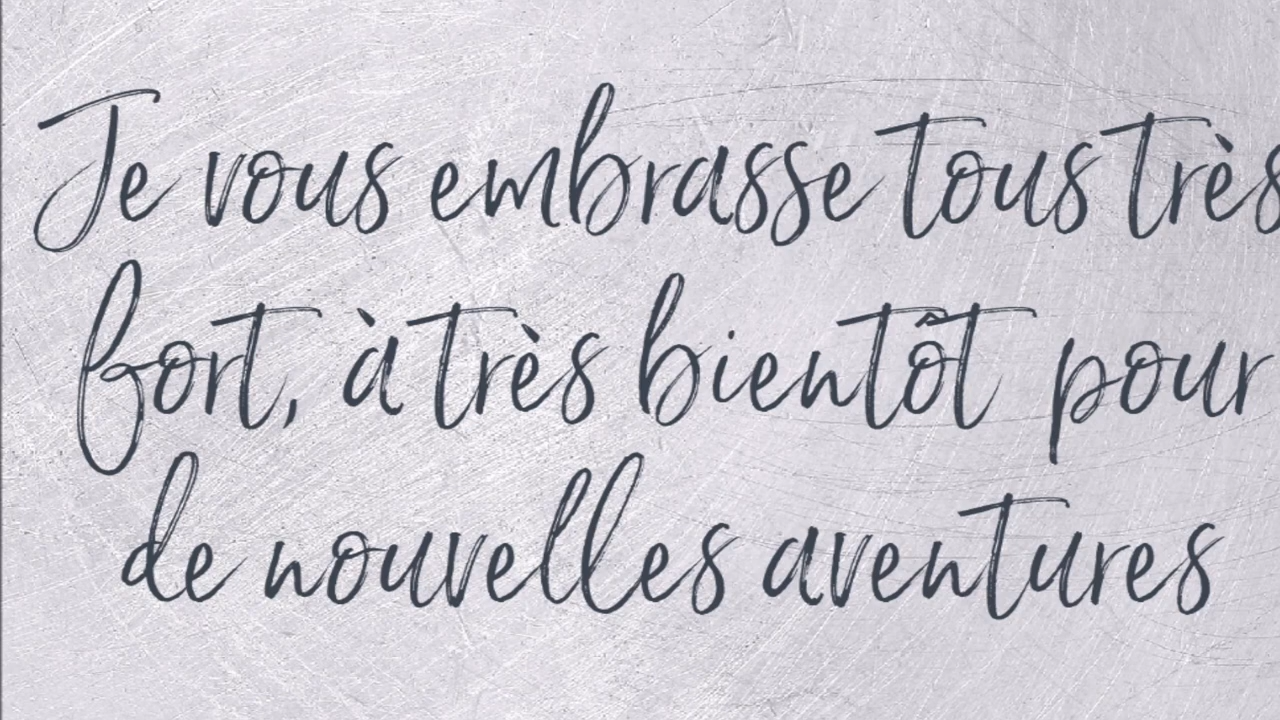 Je vous embrasse tous très
fort, à très bientôt pour
de nouvelles aventures